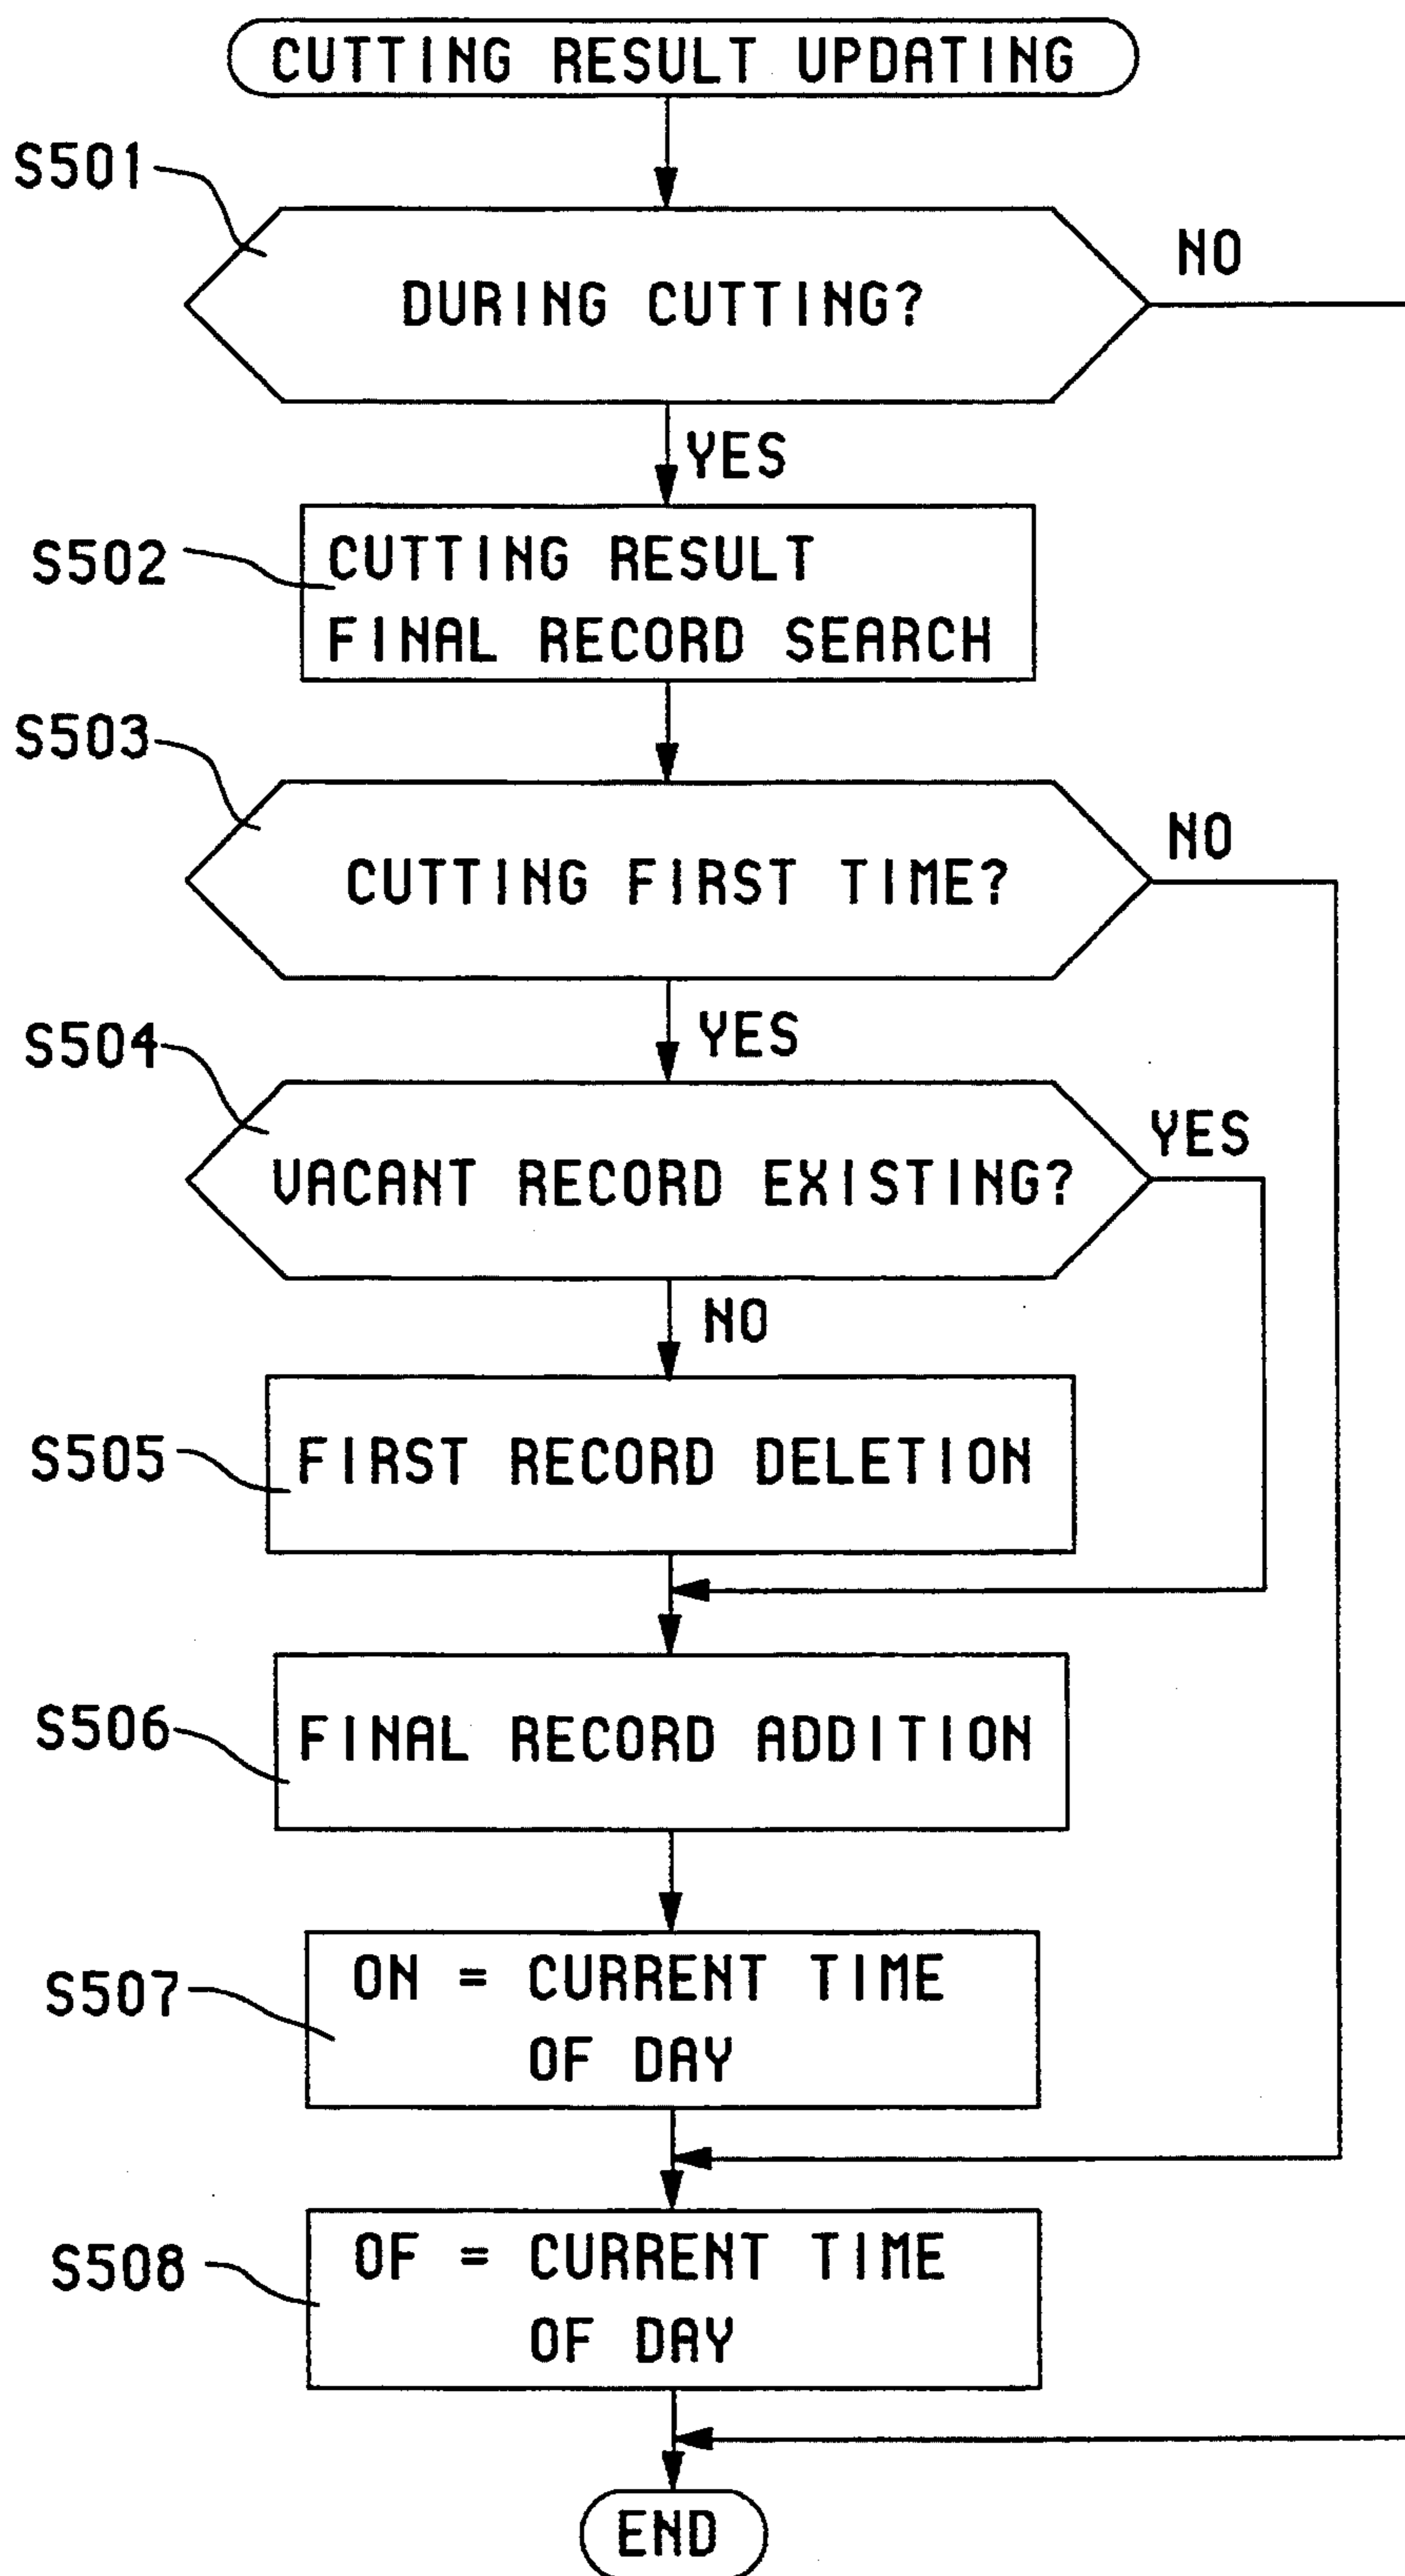 CUTTING RESULT UPDATING
S501
NO
DURING CUTTING?
YES
S502
CUTTING RESULT
FINAL RECORD SEARCH
S503
NO
CUTTING FIRST TIME?
YES
S504
YES
VACANT RECORD EXISTING?
NO
S505
FIRST RECORD DELETION
S506
FINAL RECORD ADDITION
S507
ON = CURRENT TIME
OF DAY
S508
OF = CURRENT TIME
OF DAY
END